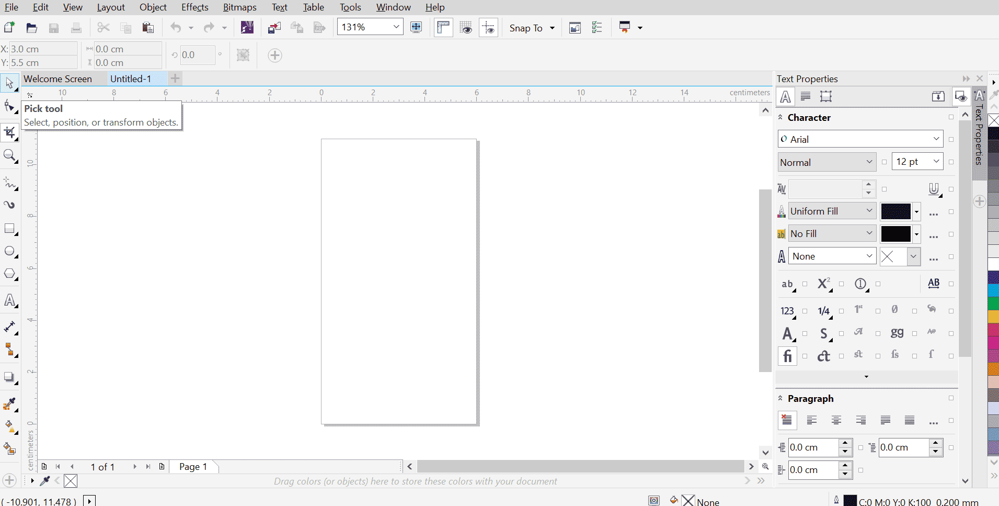 File Edit View Layout Object Effects Bitmaps Text Table Tools Window Help
131% Snap To
X: 3.0 cm 0.0 cm 0.0 °
Y: 5.5 cm 0.0 cm
Welcome Screen Untitled-1
Text Properties
10 8 6 4 2 0 2 4 6 8 10 12 14 centimeters
Pick tool
Select, position, or transform objects.
Text Properties
Character
Arial
Normal 12 pt
Uniform Fill
No Fill
None
ab X² 1 AB
123 1/4 1st 0
A S A gg A@
fi ct st ſs ſ
Paragraph
0.0 cm 0.0 cm
0.0 cm
10
8
6
4
2
0
centimeters
1 of 1 Page 1
Drag colors (or objects) here to store these colors with your document
( -10.901, 11.478 ) None C:0 M:0 Y:0 K:100 0.200 mm